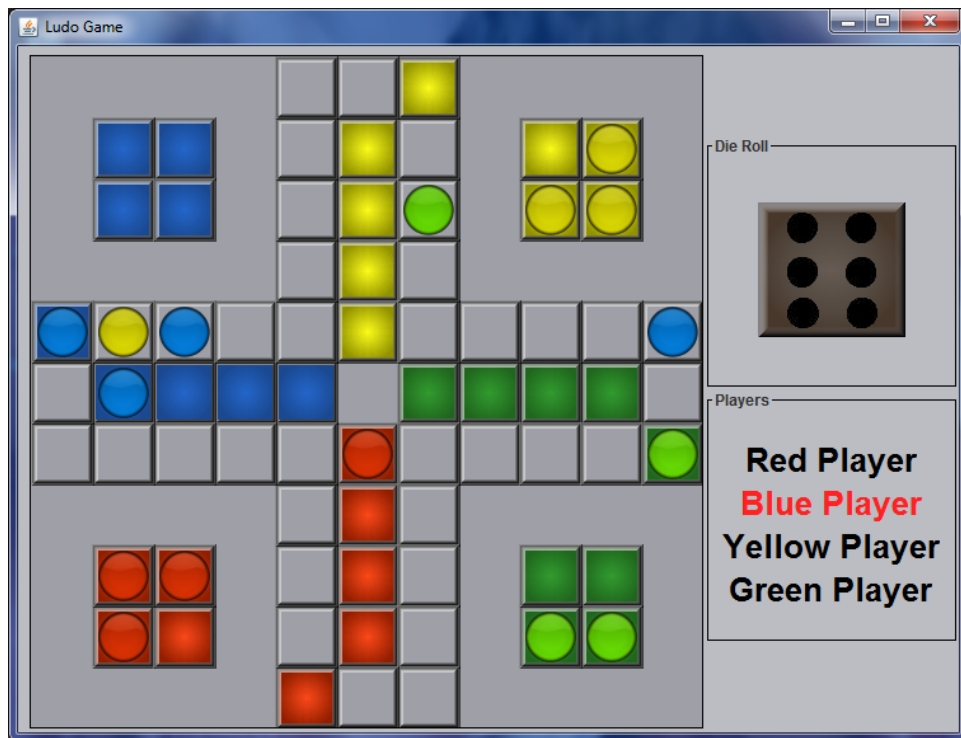 Ludo Game
Die Roll
Players
Red Player
Blue Player
Yellow Player
Green Player